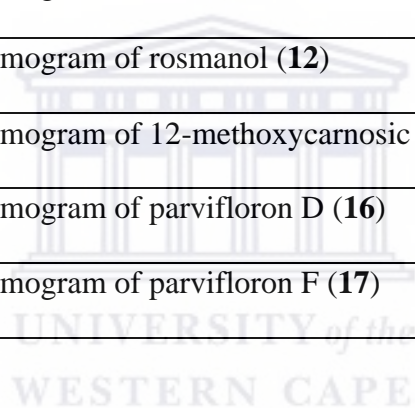 mogram of rosmanol (12)
mogram of 12-methoxycarnosic
mogram of parvifloron D (16)
mogram of parvifloron F (17)
UNIVERSITY of the
WESTERN CAPE